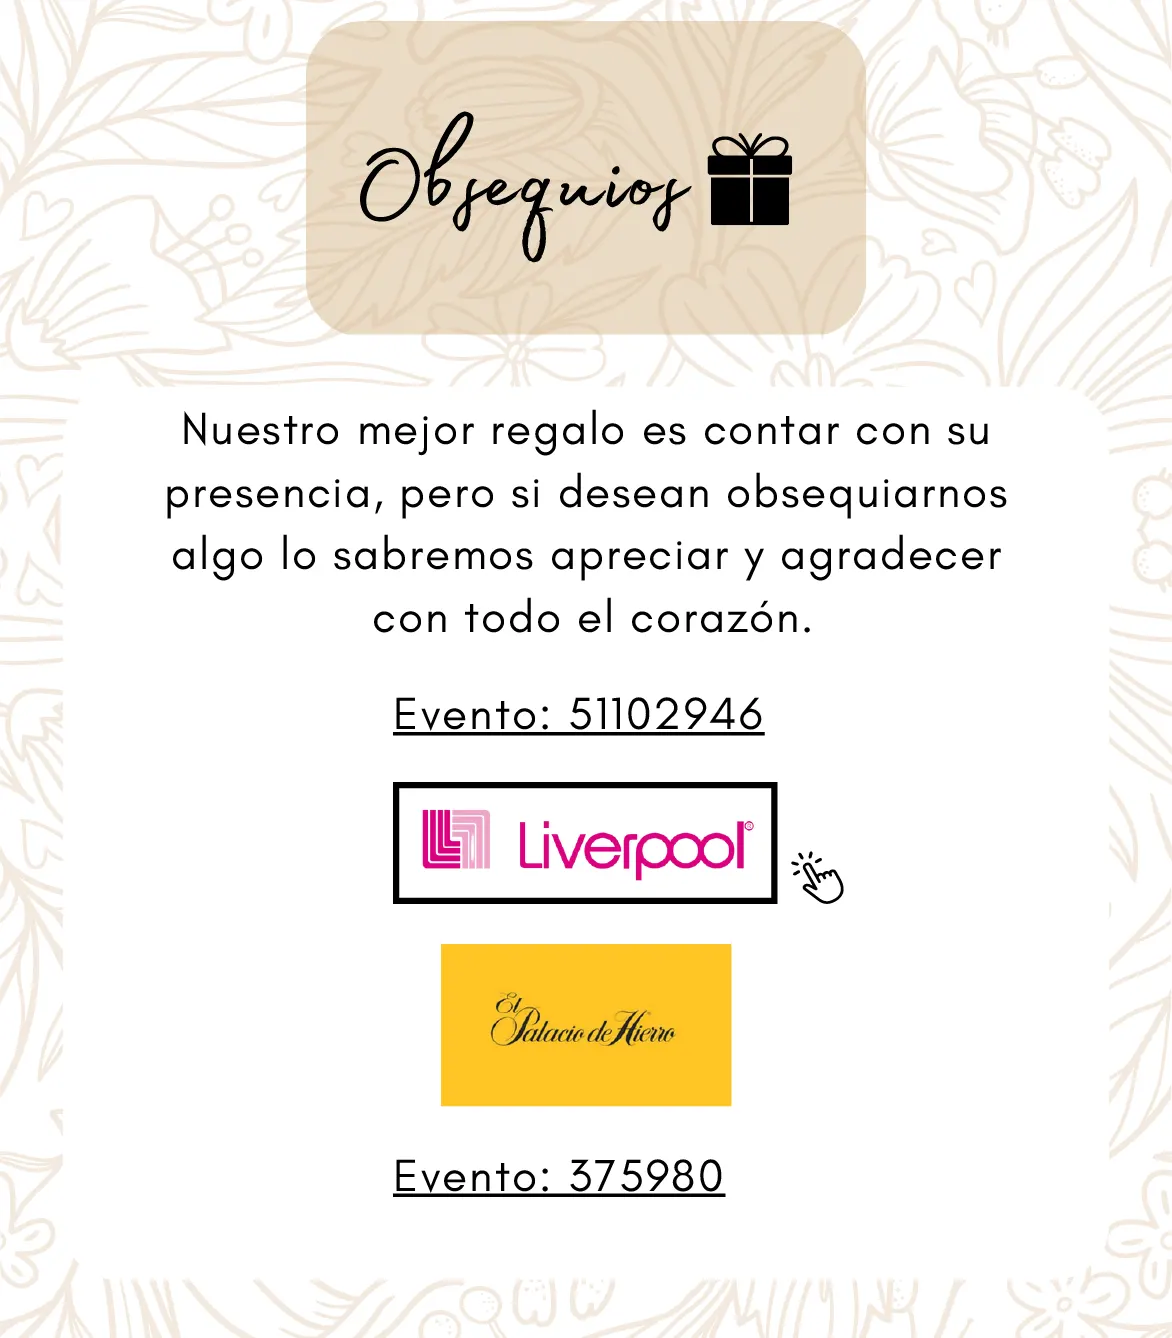 Obsequios
Nuestro mejor regalo es contar con su
presencia, pero si desean obsequiarnos
algo lo sabremos apreciar y agradecer
con todo el corazón.
Evento: 51102946
Liverpool®
El
Palacio de Hierro
Evento: 375980